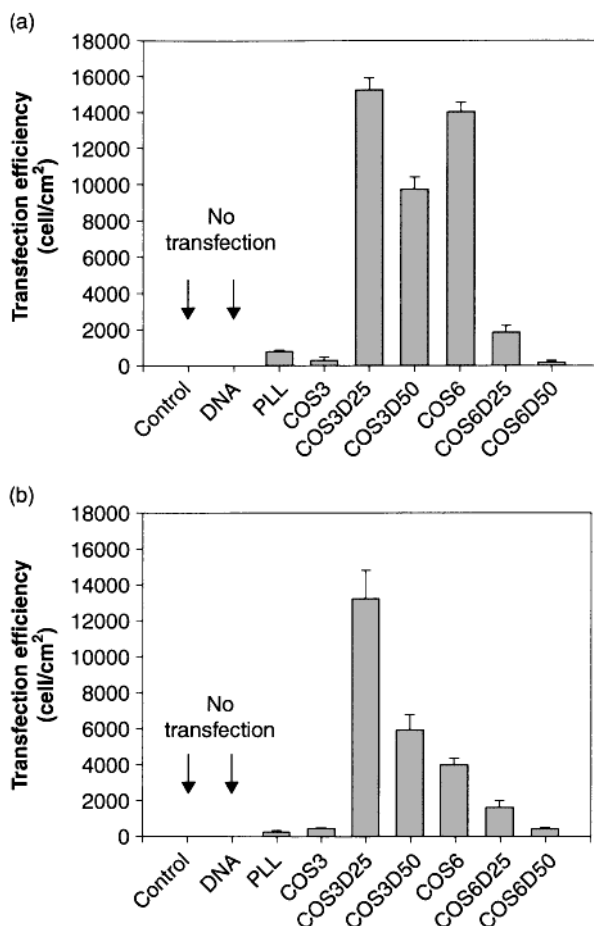 (a)
18000
16000
14000
12000
10000
8000
6000
4000
2000
0
Transfection efficiency
(cell/cm²)
No
transfection
Control
DNA
PLL
COS3
COS3D25
COS3D50
COS6
COS6D25
COS6D50
(b)
18000
16000
14000
12000
10000
8000
6000
4000
2000
0
Transfection efficiency
(cell/cm²)
No
transfection
Control
DNA
PLL
COS3
COS3D25
COS3D50
COS6
COS6D25
COS6D50